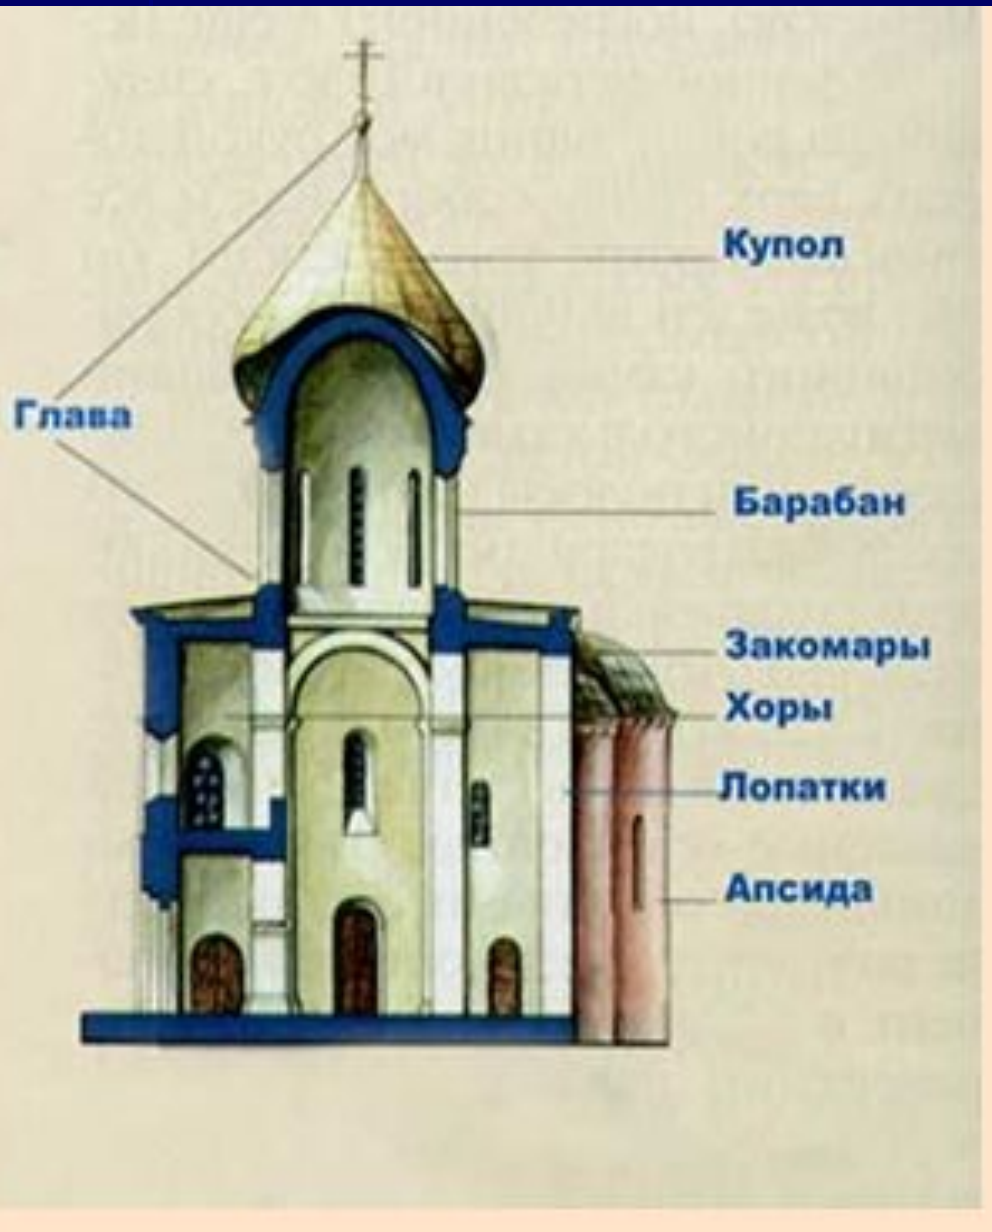 Купол
Глава
Барабан
Закомары
Хоры
Лопатки
Апсида